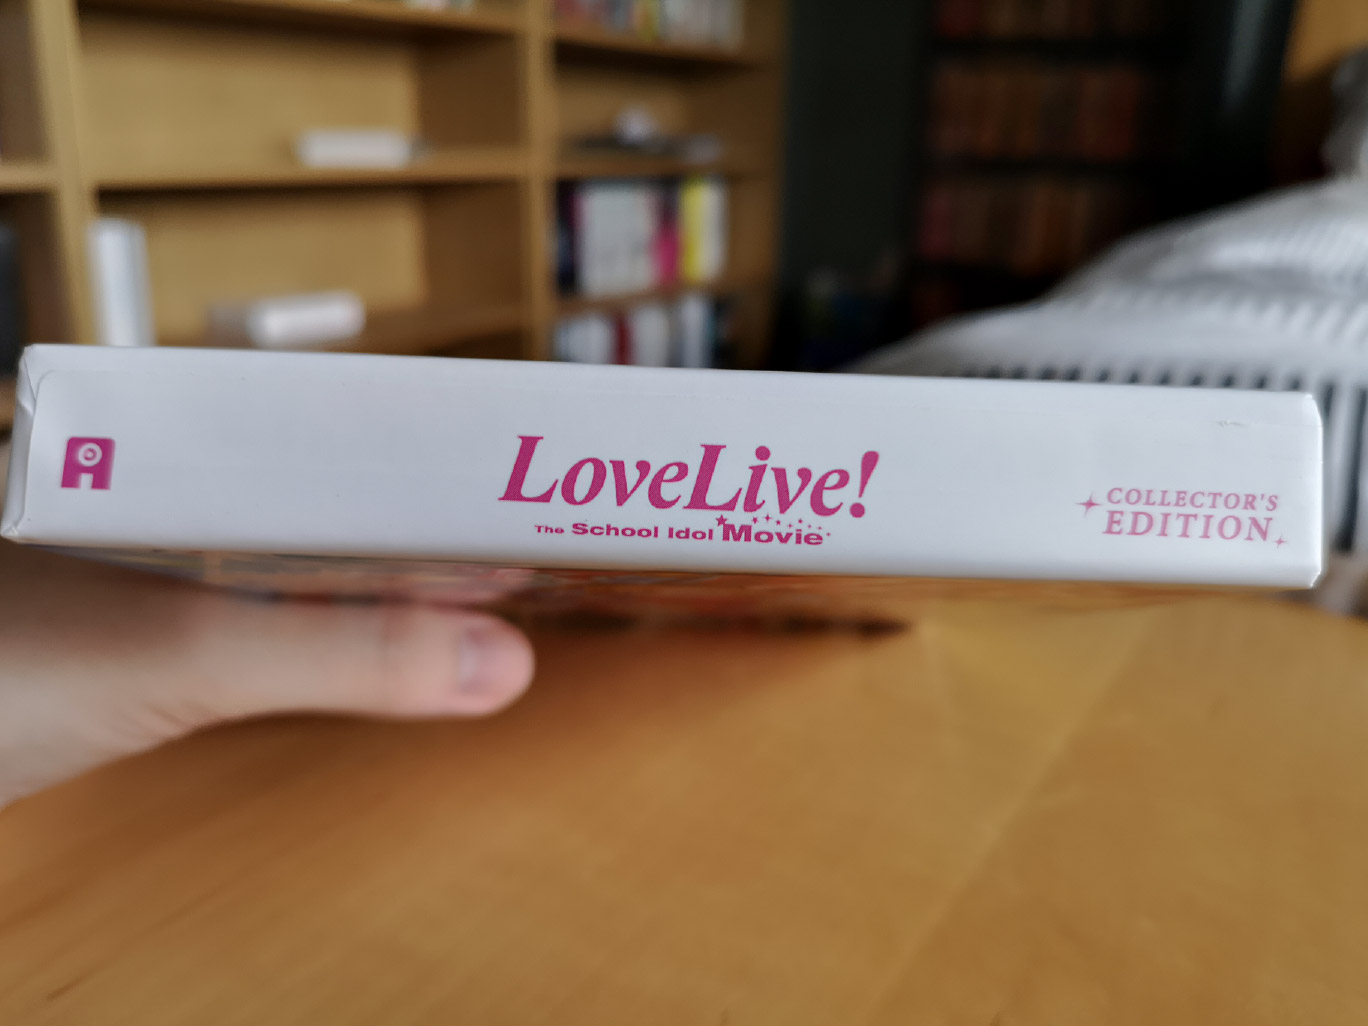 LoveLive!
The School Idol Movie
COLLECTOR'S
EDITION